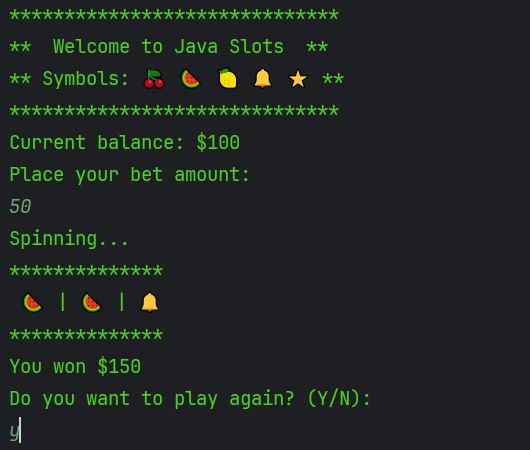 ******************************
**  Welcome to Java Slots  **
** Symbols: 🍒 🍉 🍋 🔔 ⭐ **
******************************
Current balance: $100
Place your bet amount:
50
Spinning...
**************
 🍉 | 🍉 | 🔔
**************
You won $150
Do you want to play again? (Y/N):
y